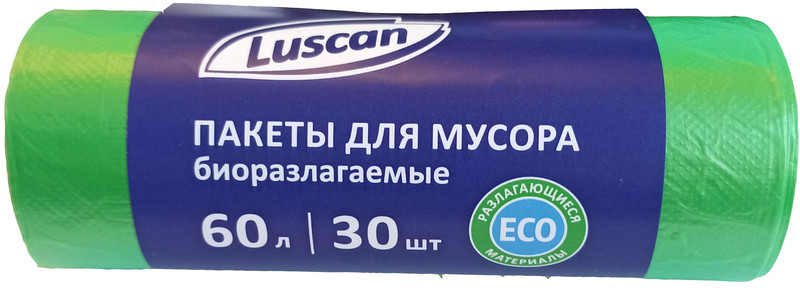 Luscan
ПАКЕТЫ ДЛЯ МУСОРА
биоразлагаемые
60 л | 30 шт
РАЗЛАГАЮЩИЕСЯ
ECO
МАТЕРИАЛЫ